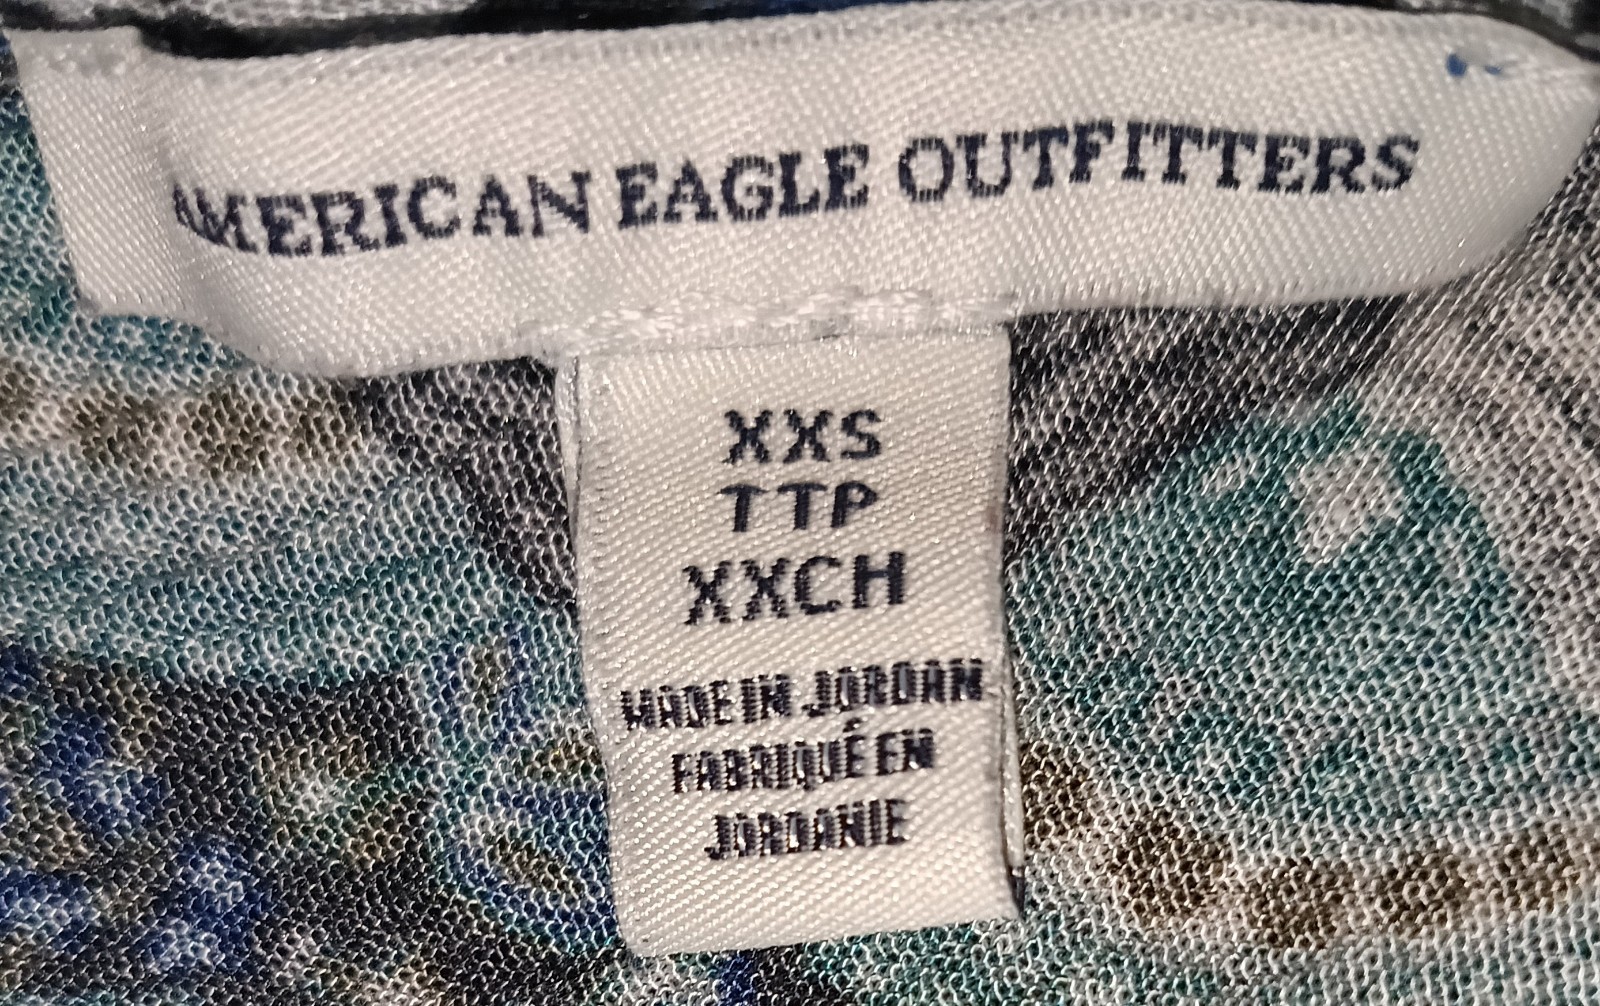 AMERICAN EAGLE OUTFITTERS
XXS
TTP
XXCH
MADE IN JORDAN
FABRIQUÉ EN
JORDANIE